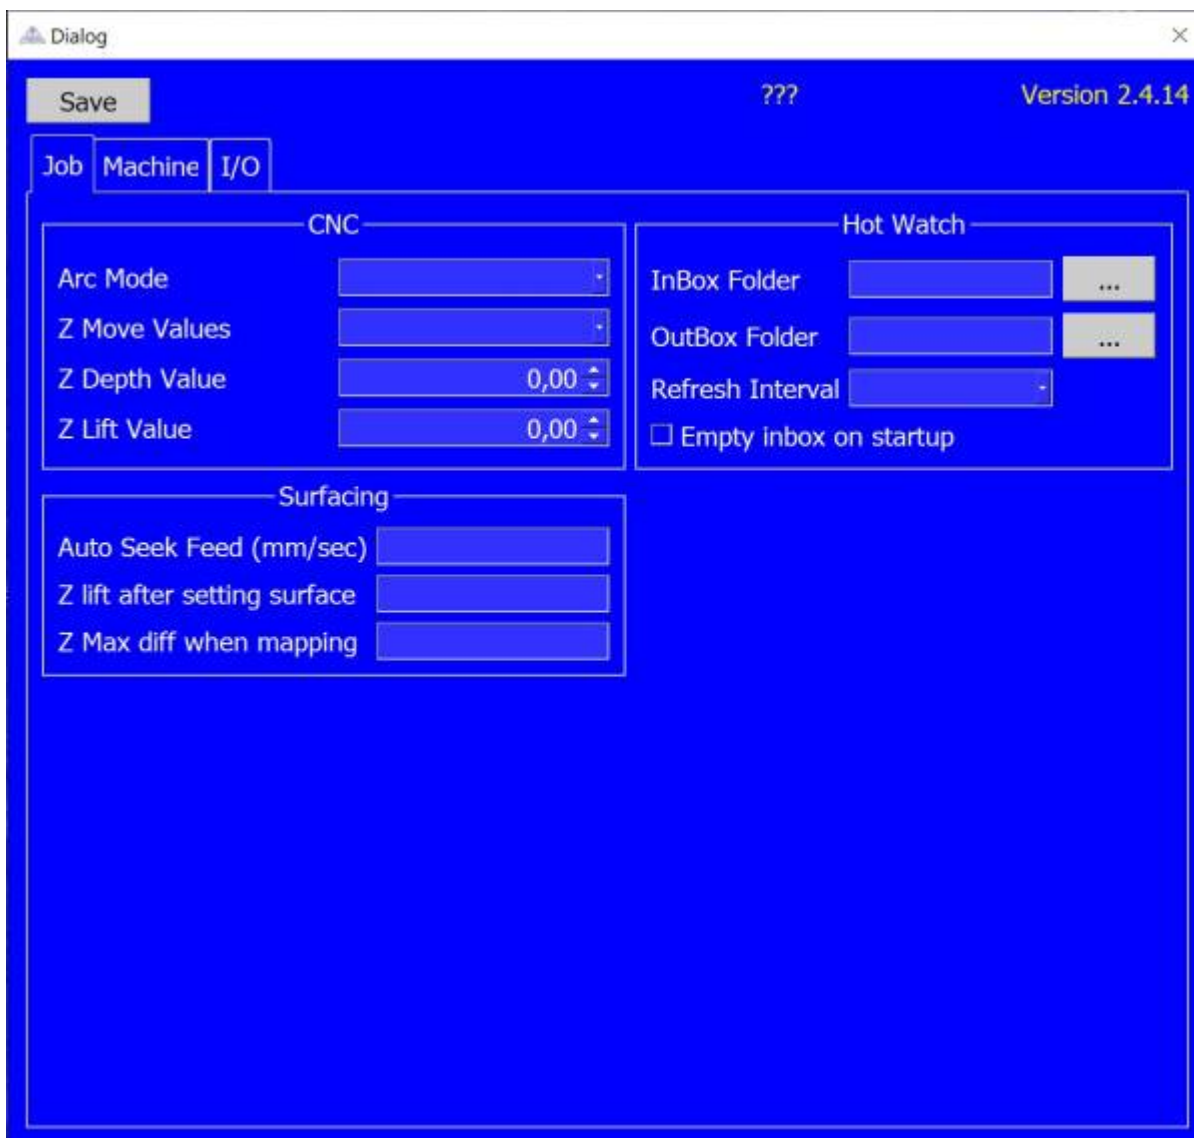 Dialog
Save
???
Version 2.4.14
Job
Machine
I/O
CNC
Arc Mode
Z Move Values
Z Depth Value 0,00
Z Lift Value 0,00
Hot Watch
InBox Folder ...
OutBox Folder ...
Refresh Interval
Empty inbox on startup
Surfacing
Auto Seek Feed (mm/sec)
Z lift after setting surface
Z Max diff when mapping